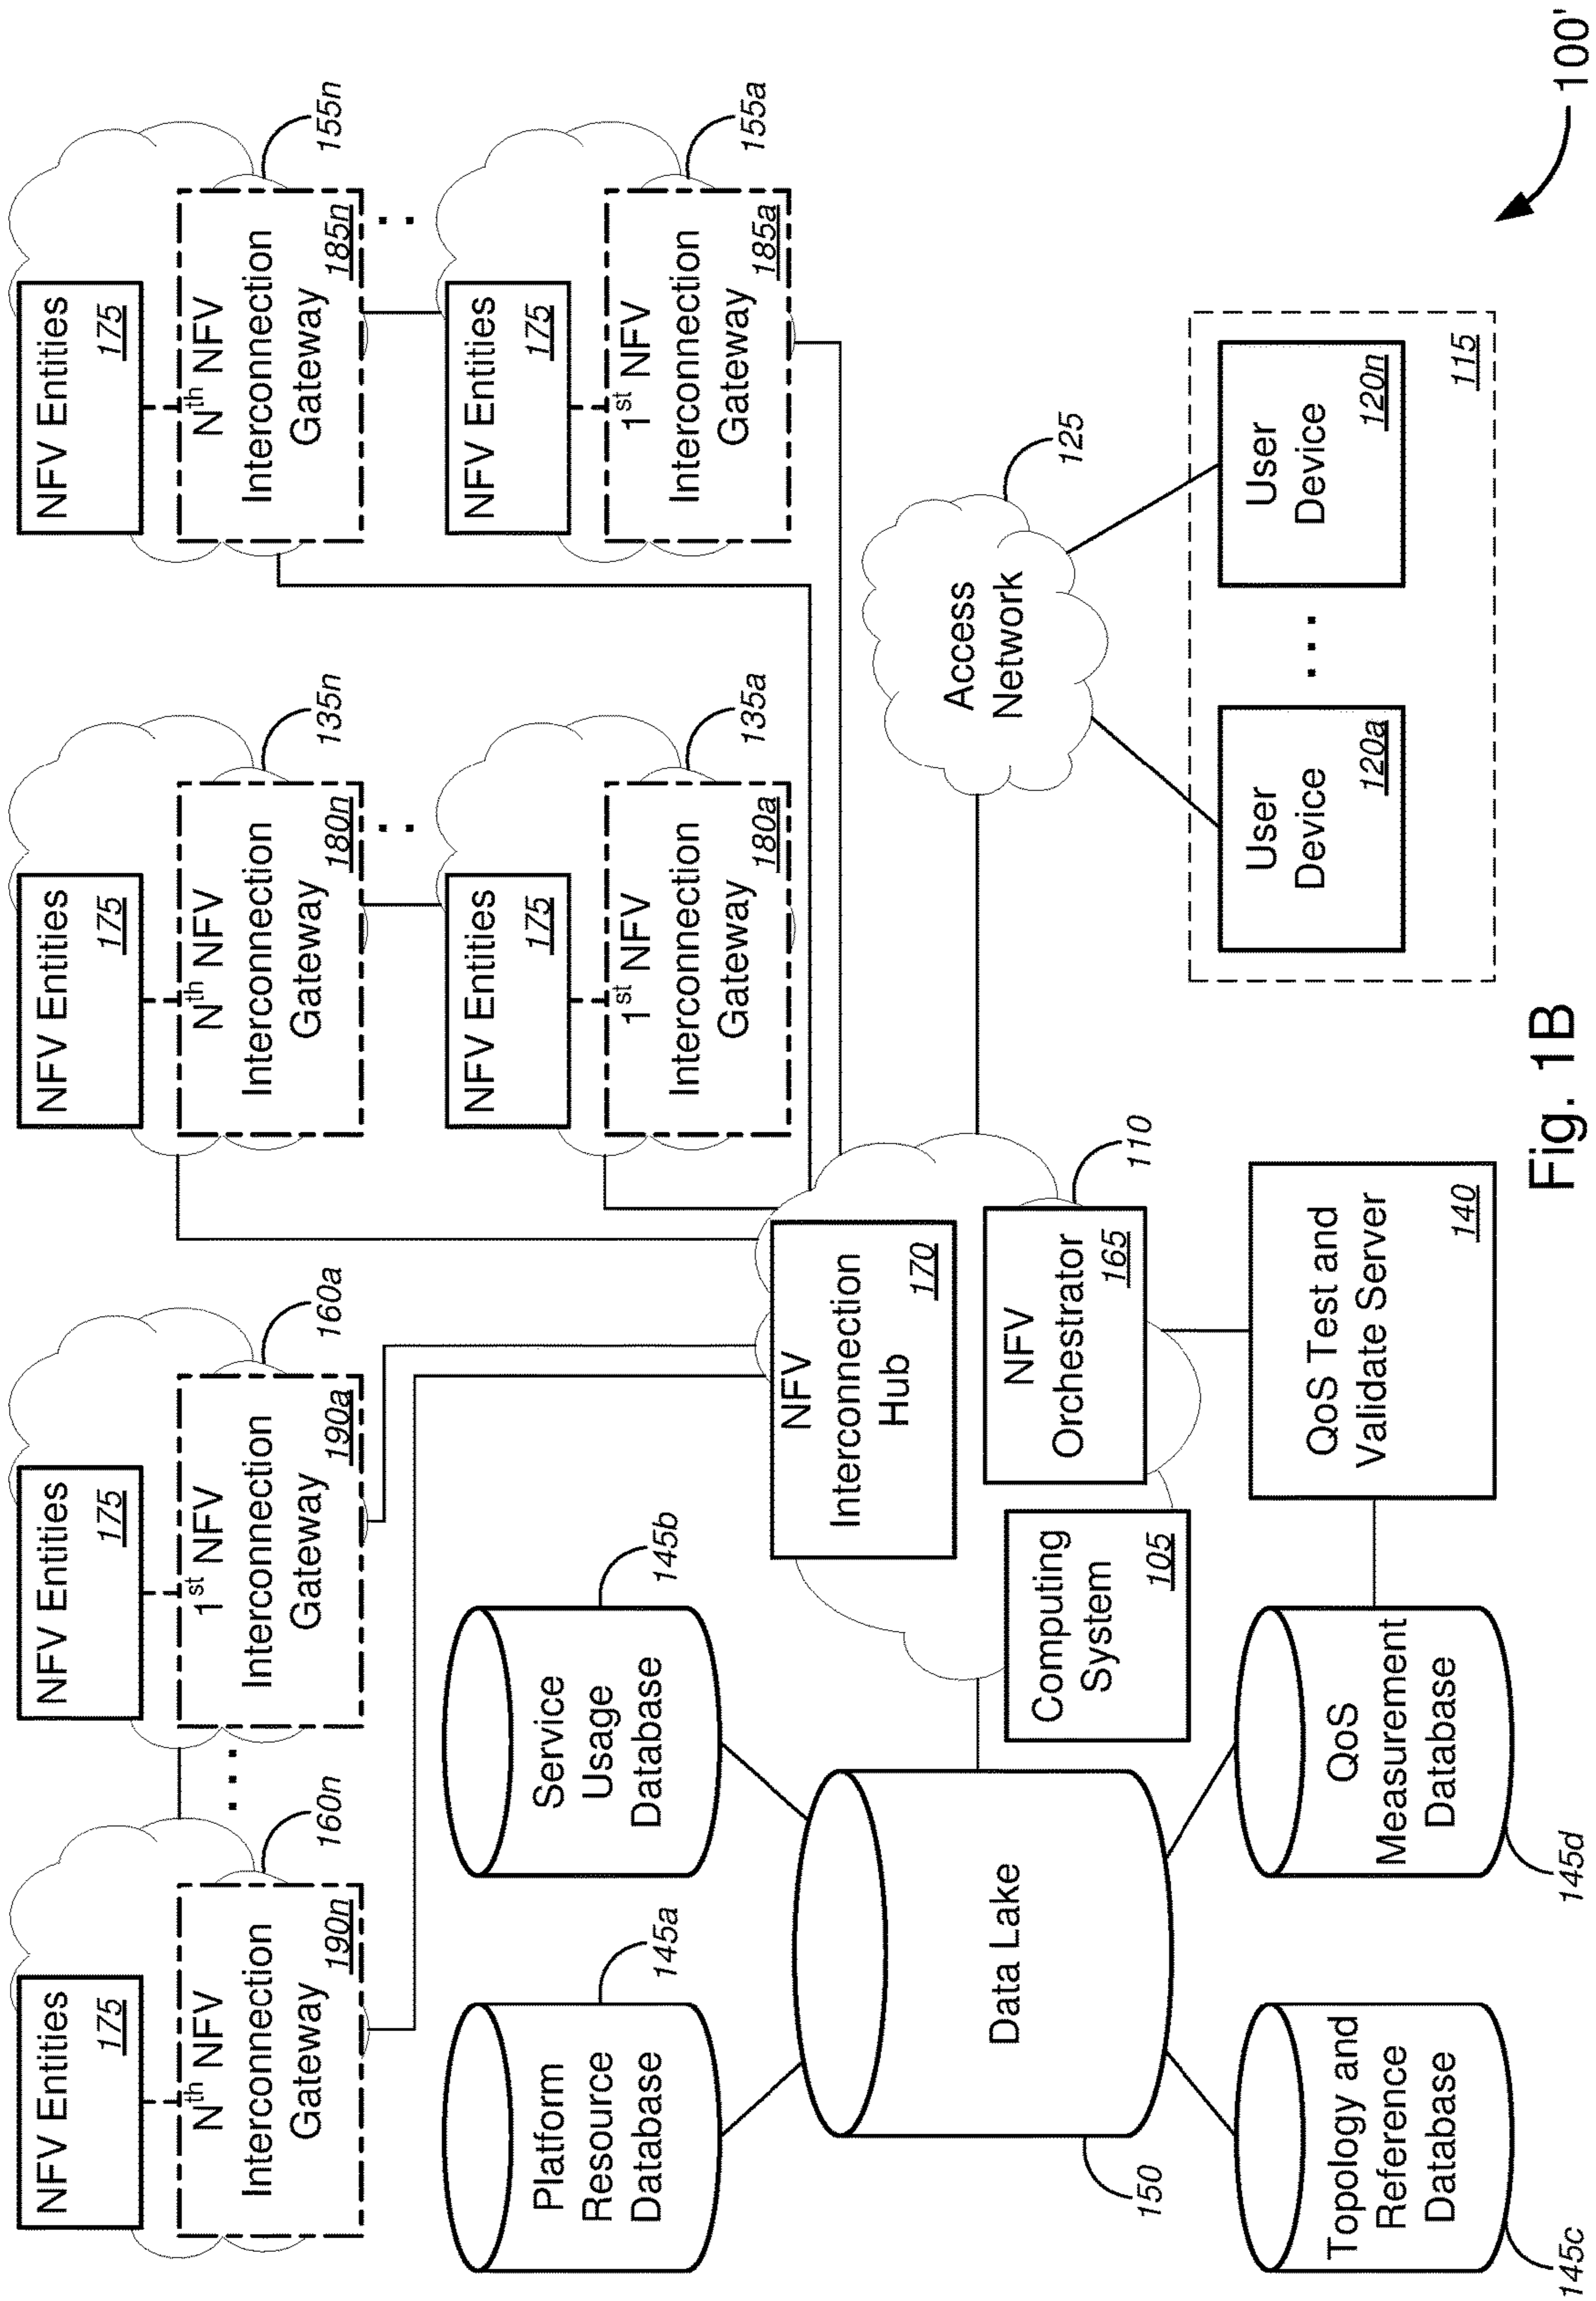 NFV Entities
175
Nth NFV
Interconnection
Gateway
190n
160n
...
NFV Entities
175
1st NFV
Interconnection
Gateway
190a
160a
NFV Entities
175
Nth NFV
Interconnection
Gateway
180n
135n
NFV Entities
175
Nth NFV
Interconnection
Gateway
185n
155n
..
..
NFV Entities
175
1st NFV
Interconnection
Gateway
180a
135a
NFV Entities
175
1st NFV
Interconnection
Gateway
185a
155a
Platform
Resource
Database
145a
Service
Usage
Database
145b
Data Lake
150
NFV
Interconnection
Hub
170
NFV
Orchestrator
165
110
Computing
System
105
Access
Network
125
Topology and
Reference
Database
145c
QoS
Measurement
Database
145d
QoS Test and
Validate Server
140
User
Device
120a
...
User
Device
120n
115
Fig. 1B
100'